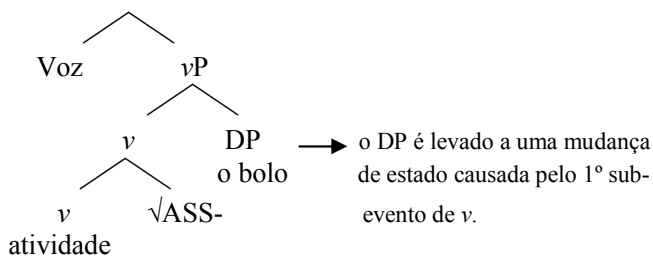 Voz vP
v DP o DP é levado a uma mudança
o bolo de estado causada pelo 1º sub-
v √ASS- evento de v.
atividade